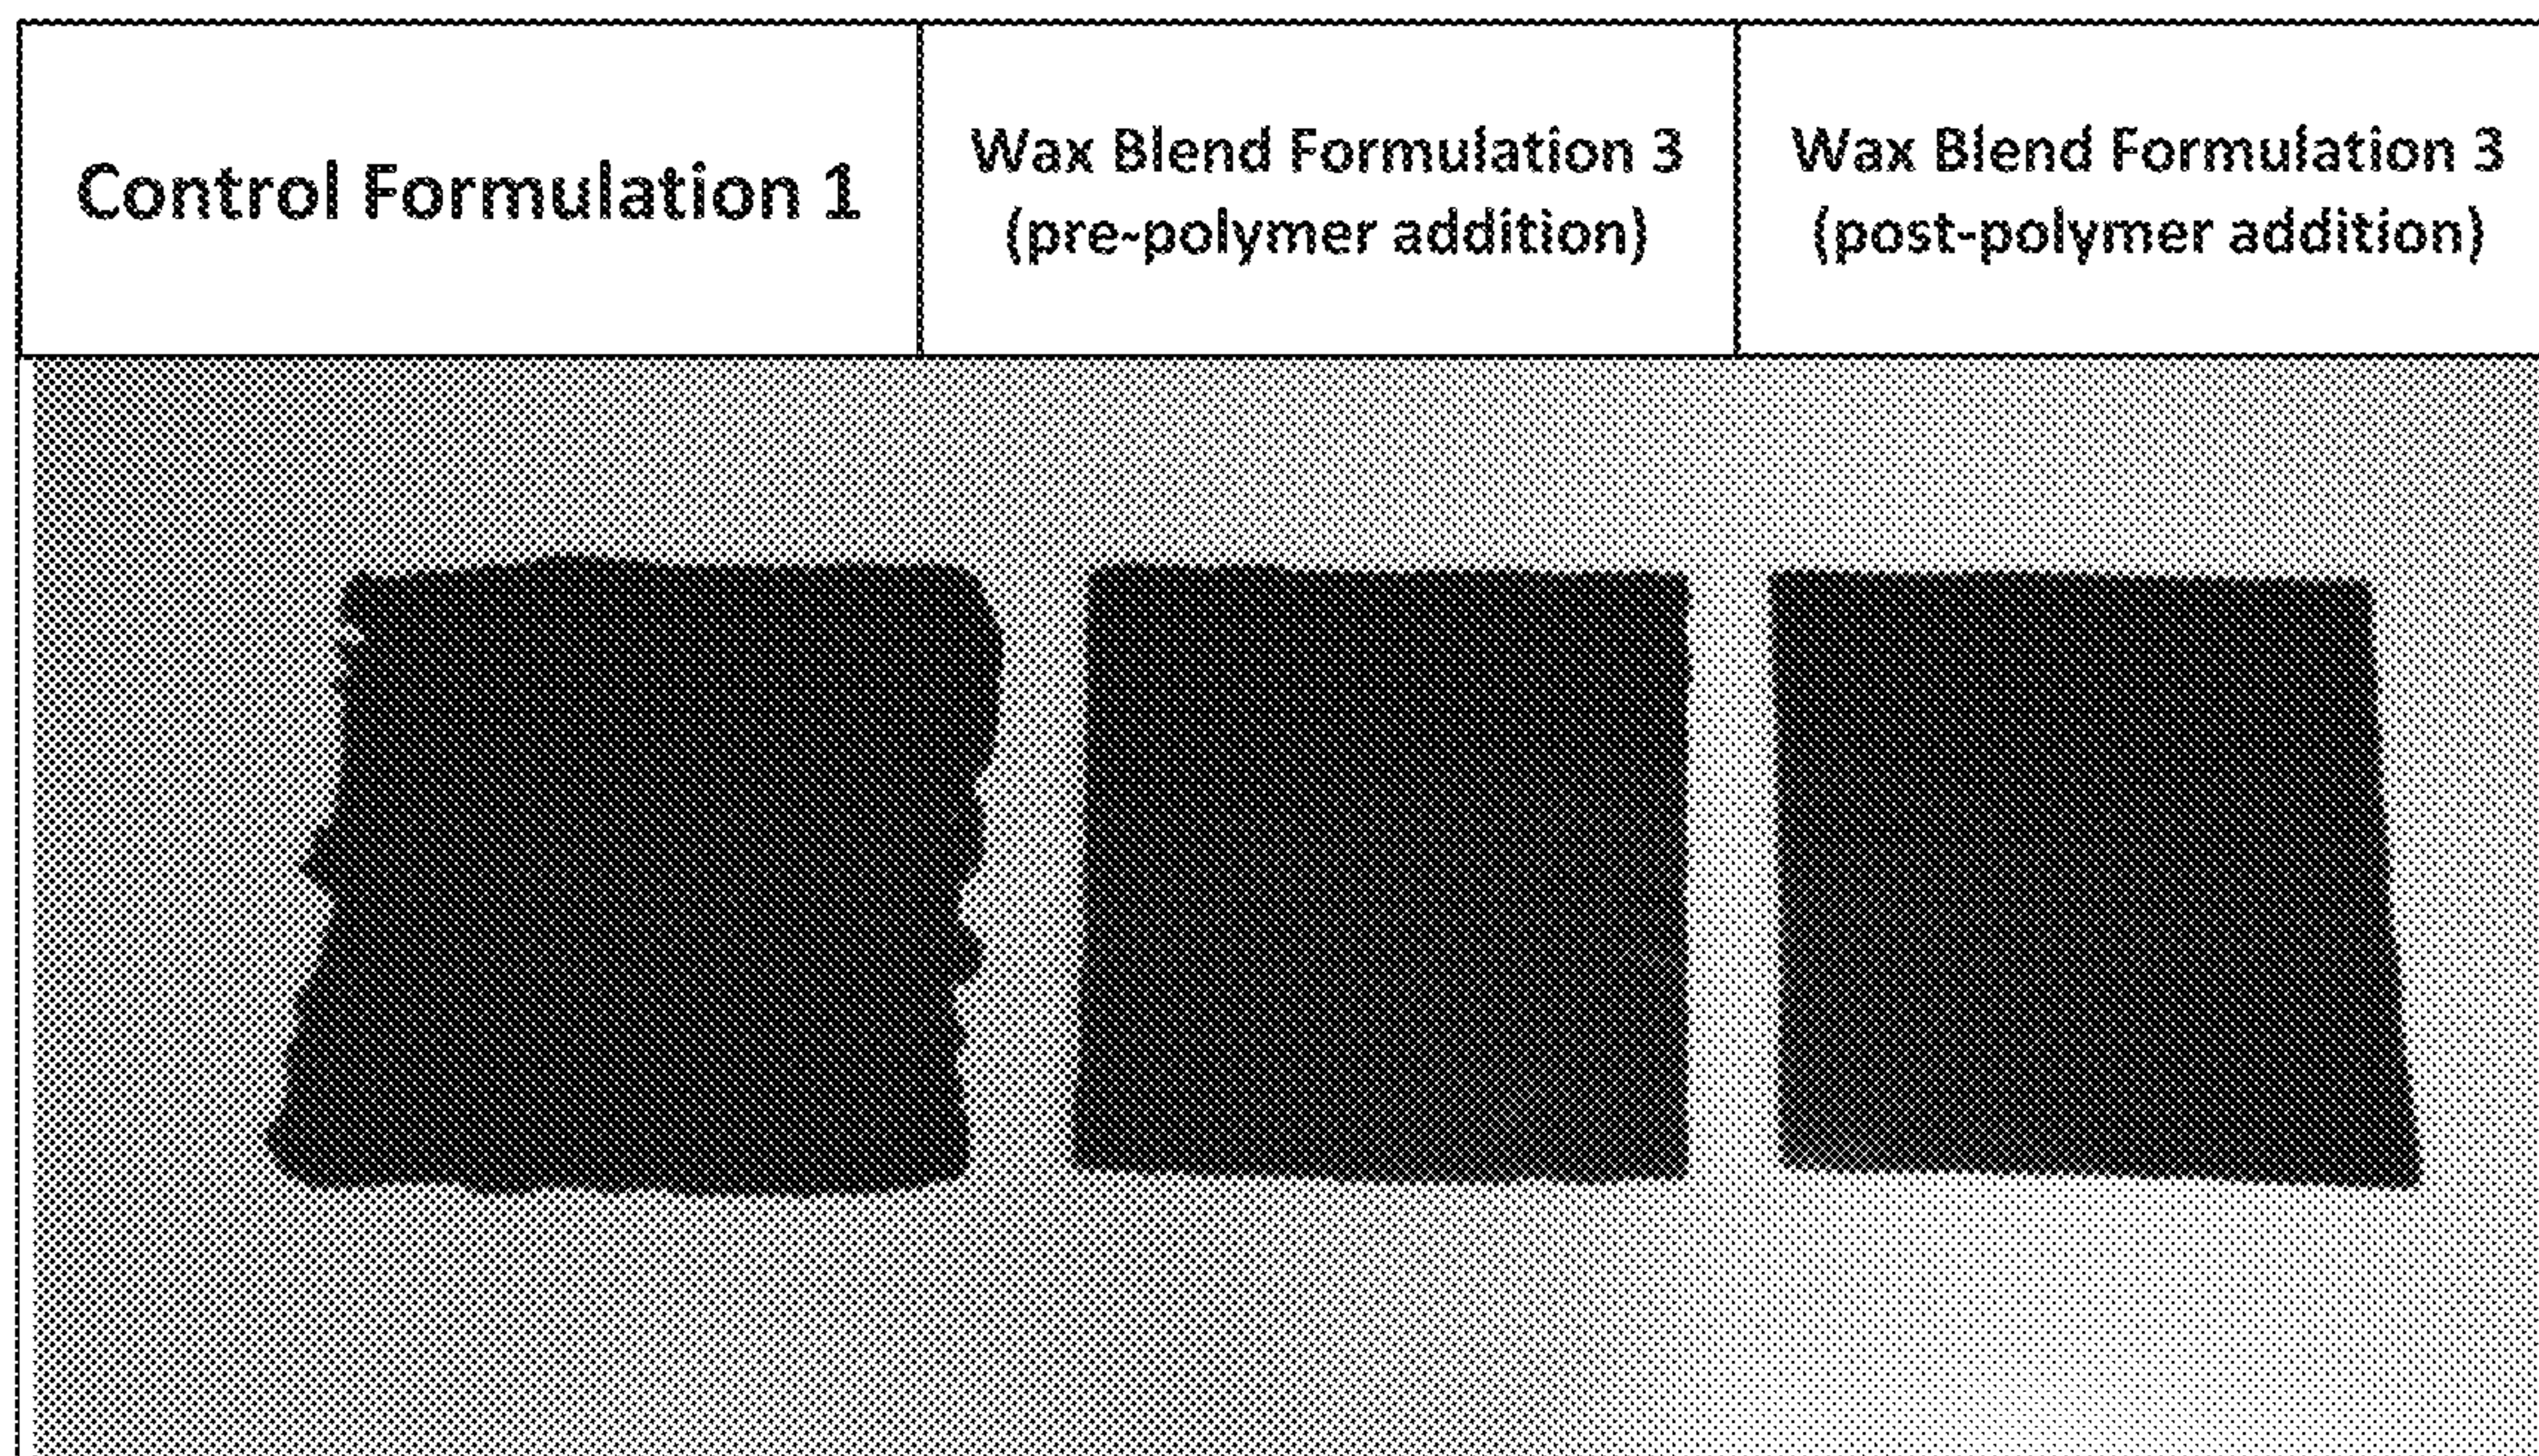 Control Formulation 1
Wax Blend Formulation 3
(pre-polymer addition)
Wax Blend Formulation 3
(post-polymer addition)